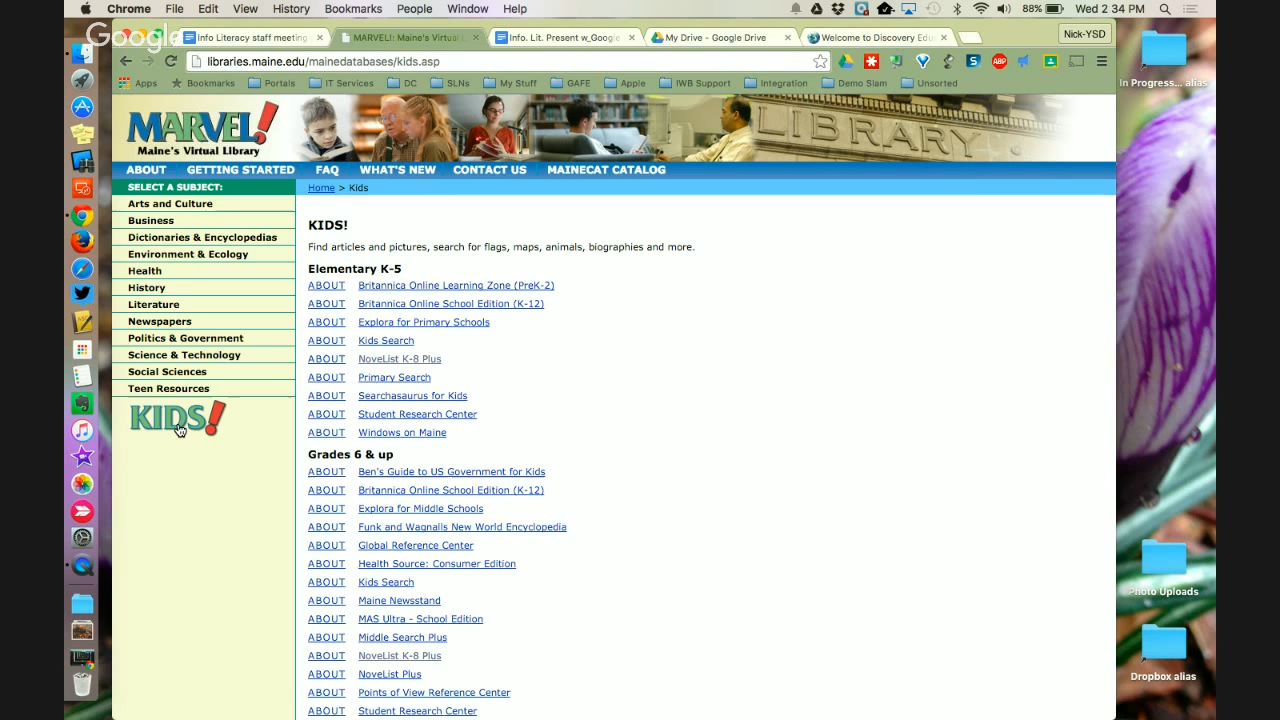 Chrome File Edit View History Bookmarks People Window Help 88% Wed 2 34 PM
Google
Info Literacy staff meeting MARVEL!: Maine's Virtual L Info. Lit. Present w_Google My Drive - Google Drive Welcome to Discovery Edu Nick-YSD
libraries.maine.edu/mainedatabases/kids.asp
Apps Bookmarks Portals IT Services DC SLNs My Stuff GAFE Apple IWB Support Integration Demo Slam Unsorted
In Progress... alias
MARVEL!
Maine's Virtual Library
LIBRARY
ABOUT GETTING STARTED FAQ WHAT'S NEW CONTACT US MAINECAT CATALOG
SELECT A SUBJECT:
Arts and Culture
Business
Dictionaries & Encyclopedias
Environment & Ecology
Health
History
Literature
Newspapers
Politics & Government
Science & Technology
Social Sciences
Teen Resources
KIDS!
Home > Kids
KIDS!
Find articles and pictures, search for flags, maps, animals, biographies and more.
Elementary K-5
ABOUT Britannica Online Learning Zone (PreK-2)
ABOUT Britannica Online School Edition (K-12)
ABOUT Explora for Primary Schools
ABOUT Kids Search
ABOUT NoveList K-8 Plus
ABOUT Primary Search
ABOUT Searchasaurus for Kids
ABOUT Student Research Center
ABOUT Windows on Maine
Grades 6 & up
ABOUT Ben's Guide to US Government for Kids
ABOUT Britannica Online School Edition (K-12)
ABOUT Explora for Middle Schools
ABOUT Funk and Wagnalls New World Encyclopedia
ABOUT Global Reference Center
ABOUT Health Source: Consumer Edition
ABOUT Kids Search
ABOUT Maine Newsstand
ABOUT MAS Ultra - School Edition
ABOUT Middle Search Plus
ABOUT NoveList K-8 Plus
ABOUT NoveList Plus
ABOUT Points of View Reference Center
ABOUT Student Research Center
Photo Uploads
Dropbox alias